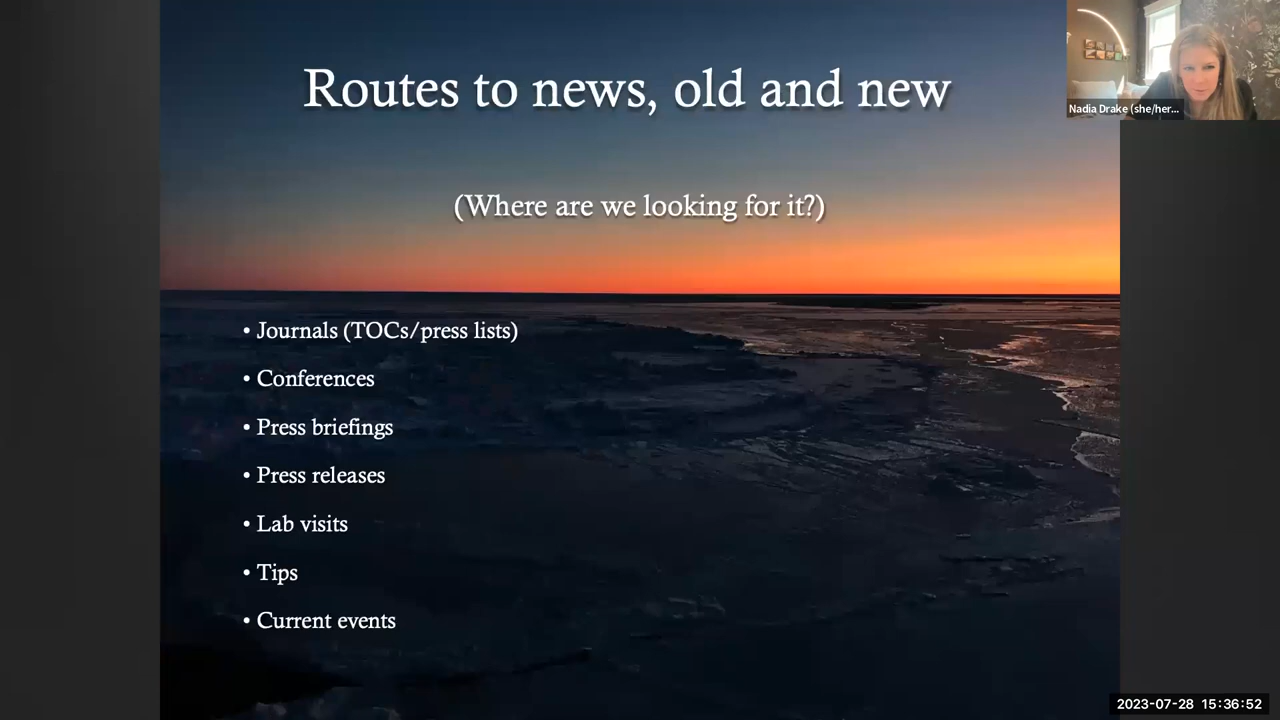 Routes to news, old and new
(Where are we looking for it?)
• Journals (TOCs/press lists)
• Conferences
• Press briefings
• Press releases
• Lab visits
• Tips
• Current events
Nadia Drake (she/her...
2023-07-28 15:36:52